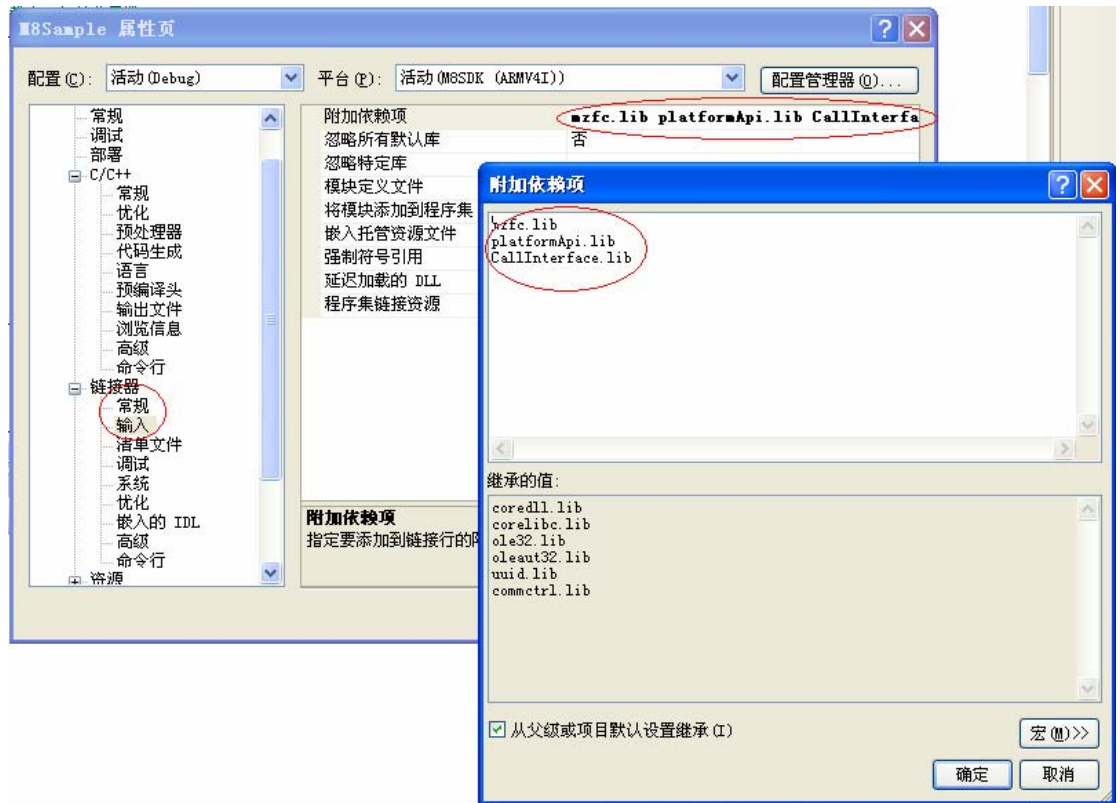 M8Sample 属性页
配置(C): 活动(Debug) 平台(P): 活动(M8SDK (ARMV4I)) 配置管理器(O)...
常规
调试
部署
C/C++
常规
优化
预处理器
代码生成
语言
预编译头
输出文件
浏览信息
高级
命令行
链接器
常规
输入
清单文件
调试
系统
优化
嵌入的 IDL
高级
命令行
资源
附加依赖项 mzfc.lib platformApi.lib CallInterfa
忽略所有默认库 否
忽略特定库
模块定义文件
将模块添加到程序集
嵌入托管资源文件
强制符号引用
延迟加载的 DLL
程序集链接资源
附加依赖项
指定要添加到链接行的
附加依赖项
mzfc.lib
platformApi.lib
CallInterface.lib
继承的值:
coredll.lib
corelibc.lib
ole32.lib
oleaut32.lib
uuid.lib
commctrl.lib
从父级或项目默认设置继承(I)
宏(M)>>
确定 取消